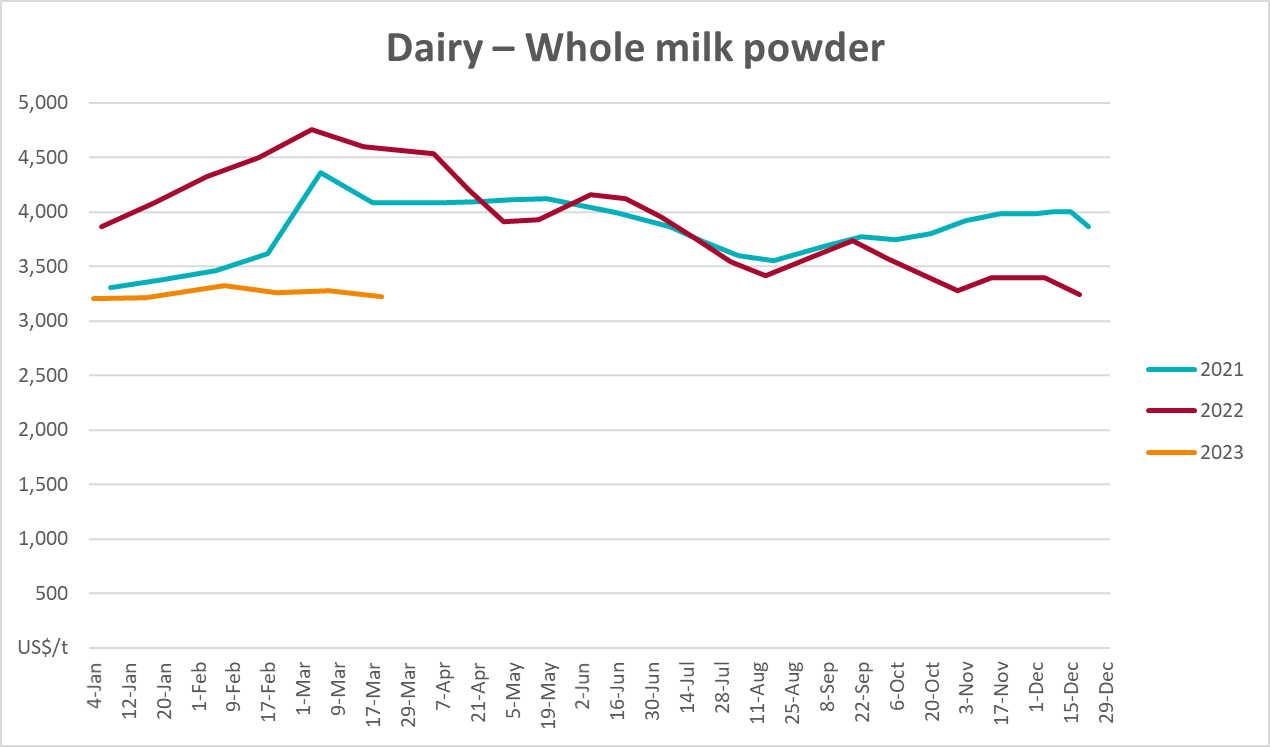 Dairy – Whole milk powder
5,000
4,500
4,000
3,500
3,000
2,500
2,000
1,500
1,000
500
US$/t
4-Jan
12-Jan
20-Jan
1-Feb
9-Feb
17-Feb
1-Mar
9-Mar
17-Mar
29-Mar
7-Apr
21-Apr
5-May
19-May
2-Jun
16-Jun
30-Jun
14-Jul
28-Jul
11-Aug
25-Aug
8-Sep
22-Sep
6-Oct
20-Oct
3-Nov
17-Nov
1-Dec
15-Dec
29-Dec
2021
2022
2023